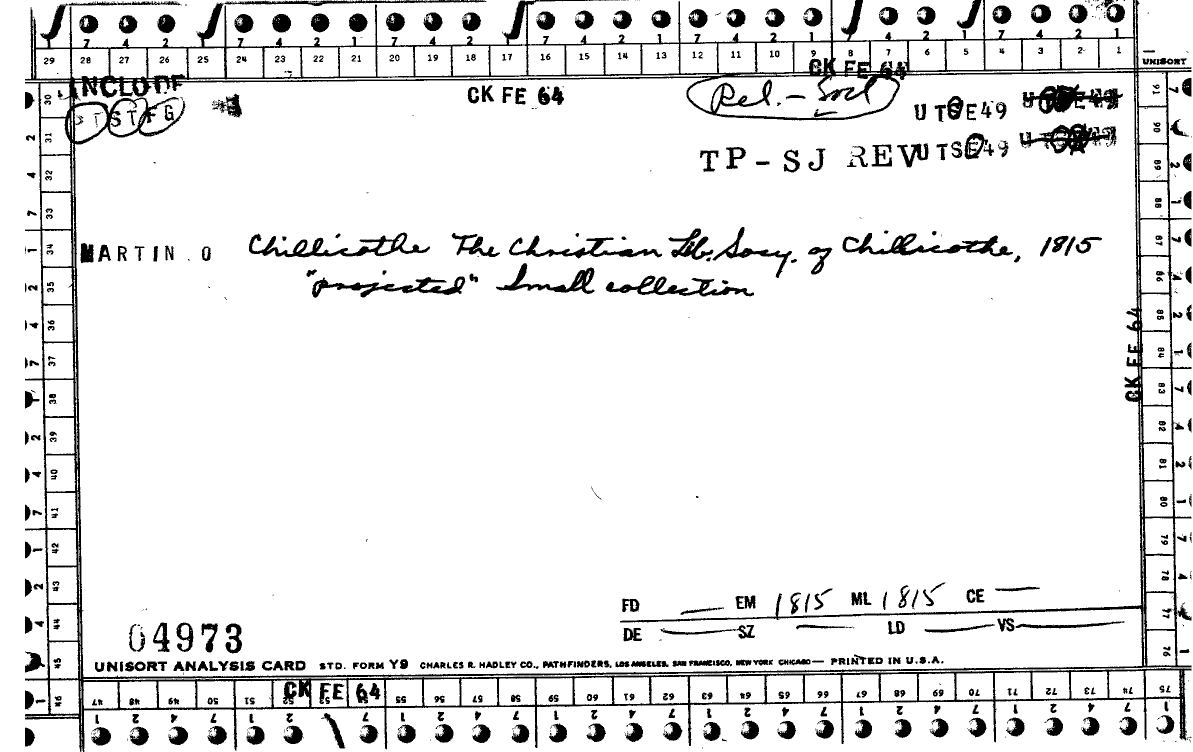 7 4 2 7 4 2 1 7 4 2 1 7 4 2 7 4 2 1 7 4 2 7 4 2 1
29 28 27 26 25 24 23 22 21 20 19 18 17 16 15 14 13 12 11 10 9 8 7 6 5 4 3 2 1
UNISORT
INCLUDE
CK FE 64
CK FE 64
Rel. - Socl
ST FG
UTSE49
TP-SJ REV UTSE49
MARTIN O Chillicothe The Christian Lib. Socy. of Chillicothe, 1815
"projected" Small collection
CK FE 64
30 31 32 33 34 35 36 37 38 39 40 41 42 43 44 45 46
91 90 89 88 87 86 85 84 83 82 81 80 79 78 77 76
FD — EM 1815 ML 1815 CE —
DE — SZ — LD — VS —
04973
UNISORT ANALYSIS CARD STD. FORM Y9 CHARLES R. HADLEY CO., PATHFINDERS, LOS ANGELES, SAN FRANCISCO, NEW YORK CHICAGO — PRINTED IN U.S.A.
CK FE 64
47 48 49 50 51 52 53 54 55 56 57 58 59 60 61 62 63 64 65 66 67 68 69 70 71 72 73 74 75